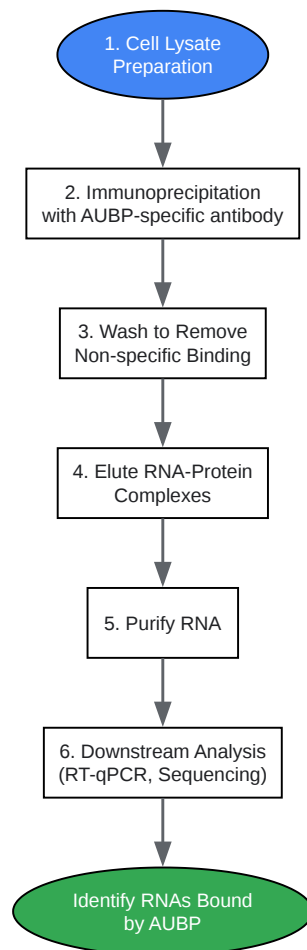 1. Cell Lysate
Preparation
2. Immunoprecipitation
with AUBP-specific antibody
3. Wash to Remove
Non-specific Binding
4. Elute RNA-Protein
Complexes
5. Purify RNA
6. Downstream Analysis
(RT-qPCR, Sequencing)
Identify RNAs Bound
by AUBP